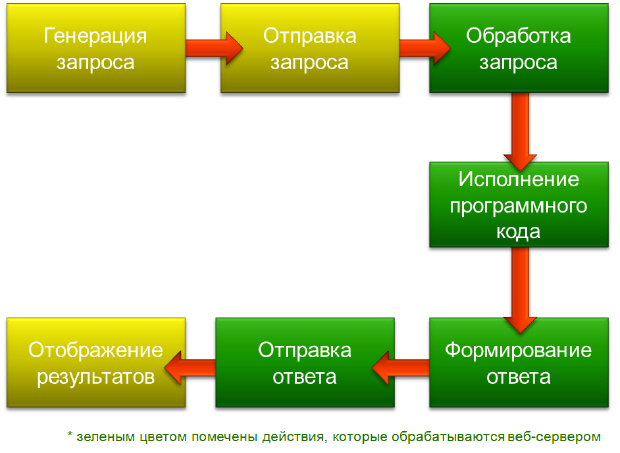 Генерация
запроса
Отправка
запроса
Обработка
запроса
Исполнение
программного
кода
Формирование
ответа
Отправка
ответа
Отображение
результатов
* зеленым цветом помечены действия, которые обрабатываются веб-сервером